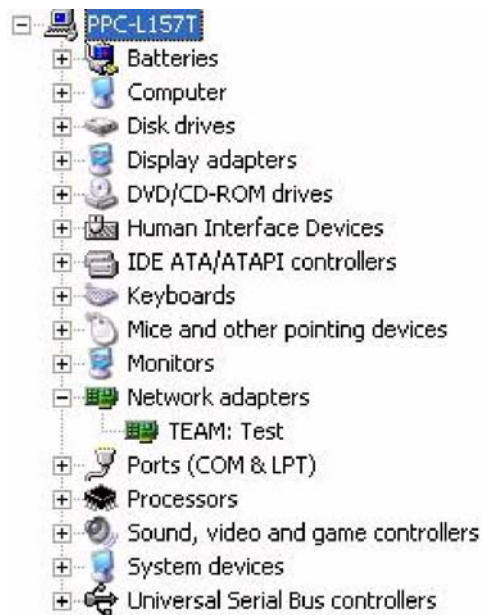 PPC-L157T
Batteries
Computer
Disk drives
Display adapters
DVD/CD-ROM drives
Human Interface Devices
IDE ATA/ATAPI controllers
Keyboards
Mice and other pointing devices
Monitors
Network adapters
TEAM: Test
Ports (COM & LPT)
Processors
Sound, video and game controllers
System devices
Universal Serial Bus controllers